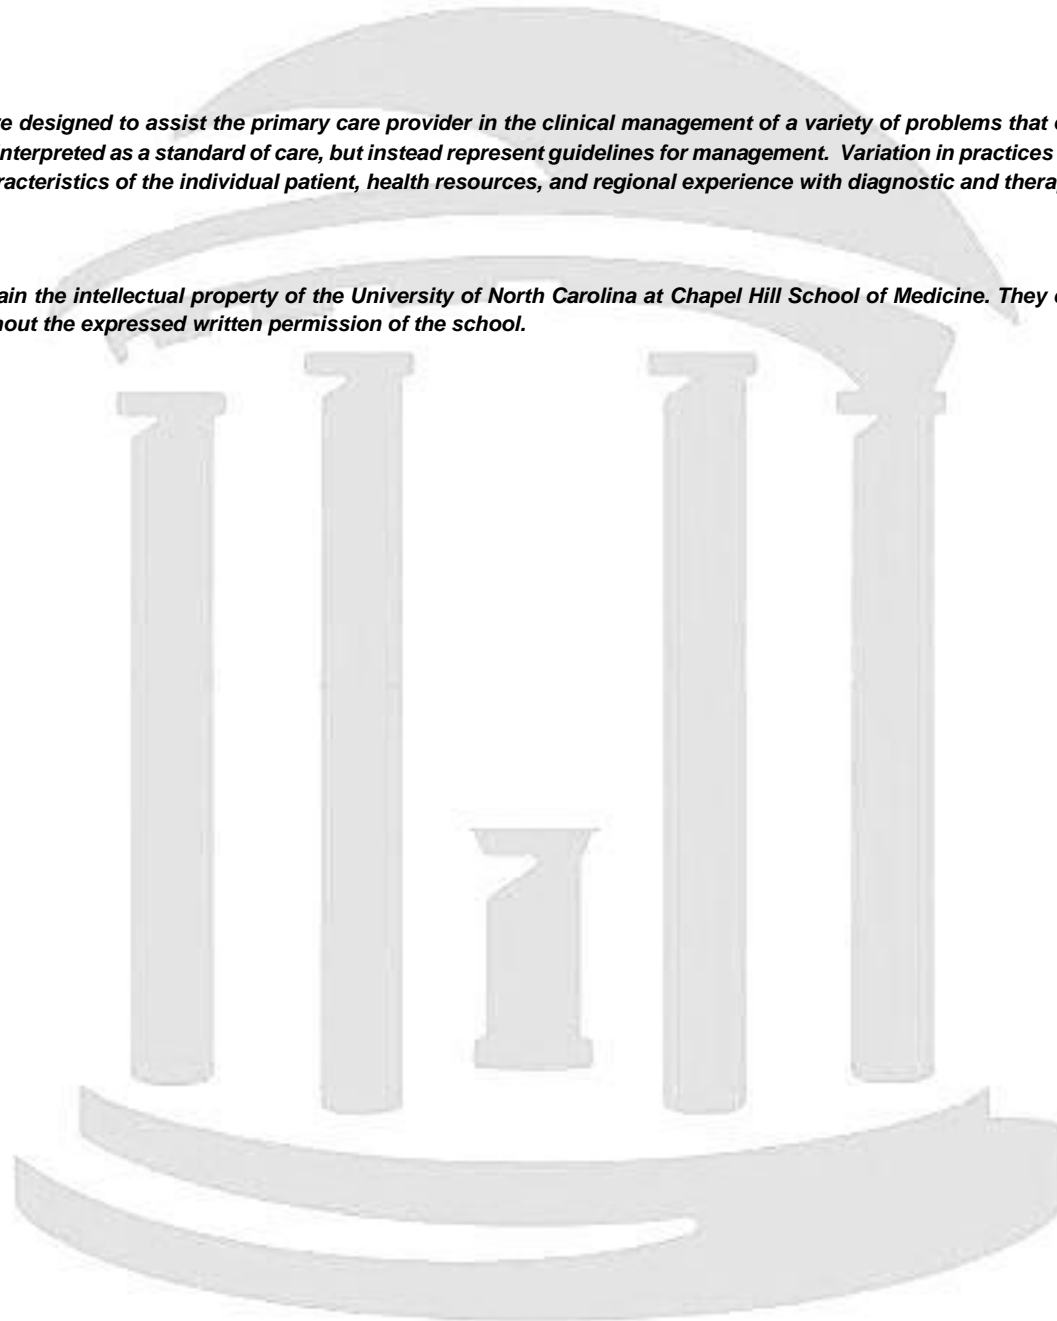 e designed to assist the primary care provider in the clinical management of a variety of problems that
interpreted as a standard of care, but instead represent guidelines for management. Variation in practices
racteristics of the individual patient, health resources, and regional experience with diagnostic and thera
ain the intellectual property of the University of North Carolina at Chapel Hill School of Medicine. They
out the expressed written permission of the school.